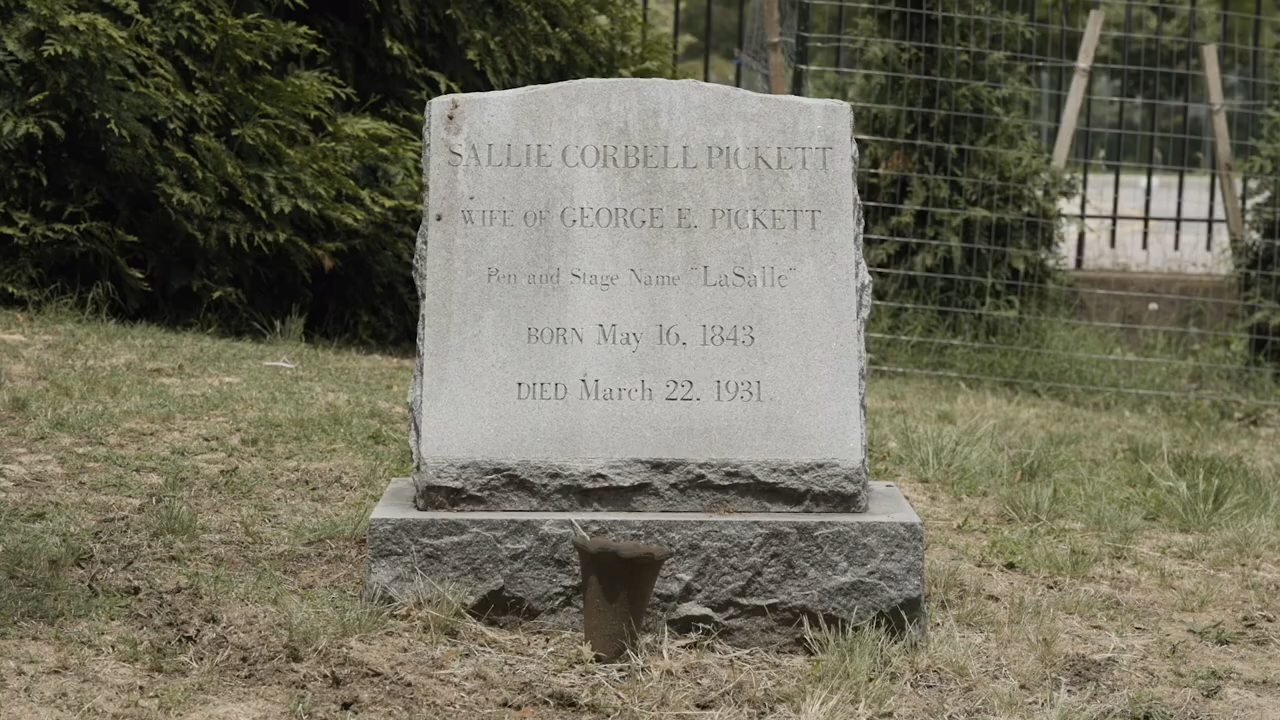 SALLIE CORBELL PICKETT
WIFE OF GEORGE E. PICKETT
Pen and Stage Name "LaSalle"
BORN May 16, 1843
DIED March 22, 1931